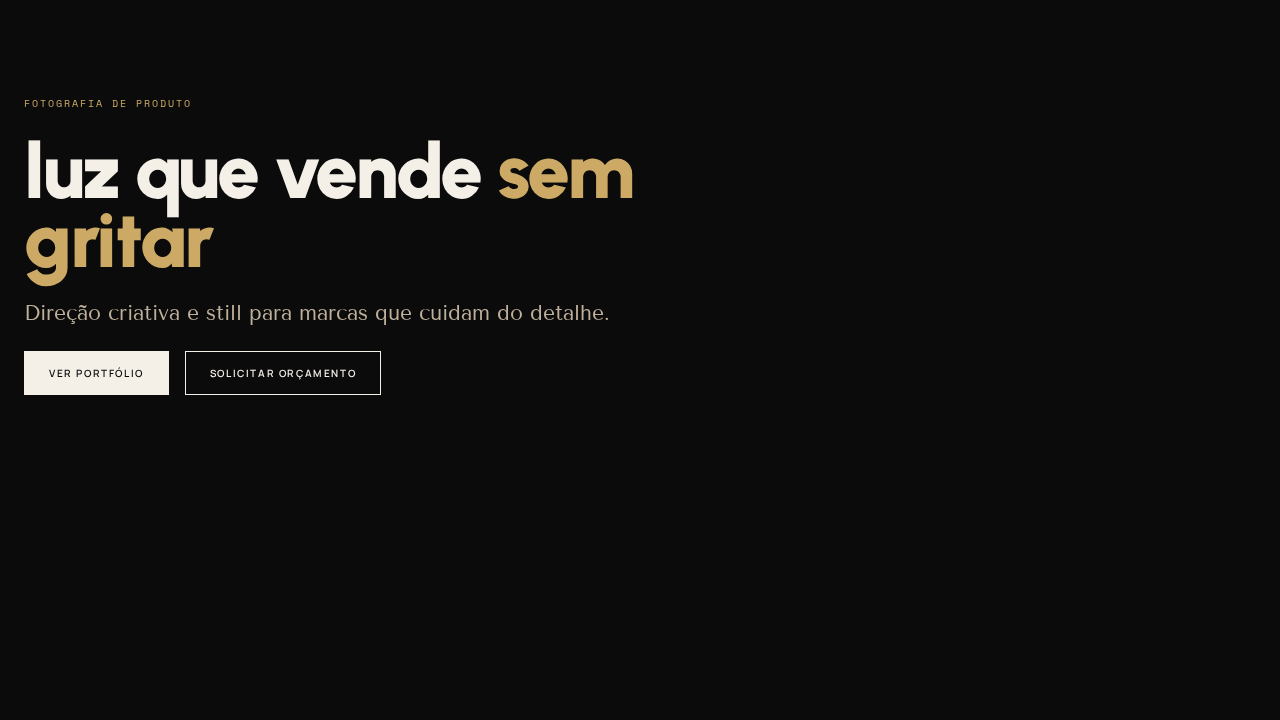 FOTOGRAFIA DE PRODUTO
luz que vende sem
gritar
Direção criativa e still para marcas que cuidam do detalhe.
VER PORTFÓLIO
SOLICITAR ORÇAMENTO